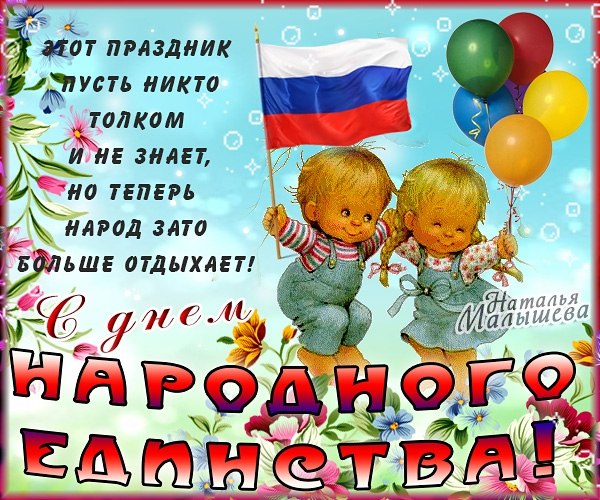 ЭТОТ ПРАЗДНИК
ПУСТЬ НИКТО
ТОЛКОМ
И НЕ ЗНАЕТ,
НО ТЕПЕРЬ
НАРОД ЗАТО
БОЛЬШЕ ОТДЫХАЕТ!
С днем
НАРОДНОГО
ЕДИНСТВА!
Наталья
Малышева